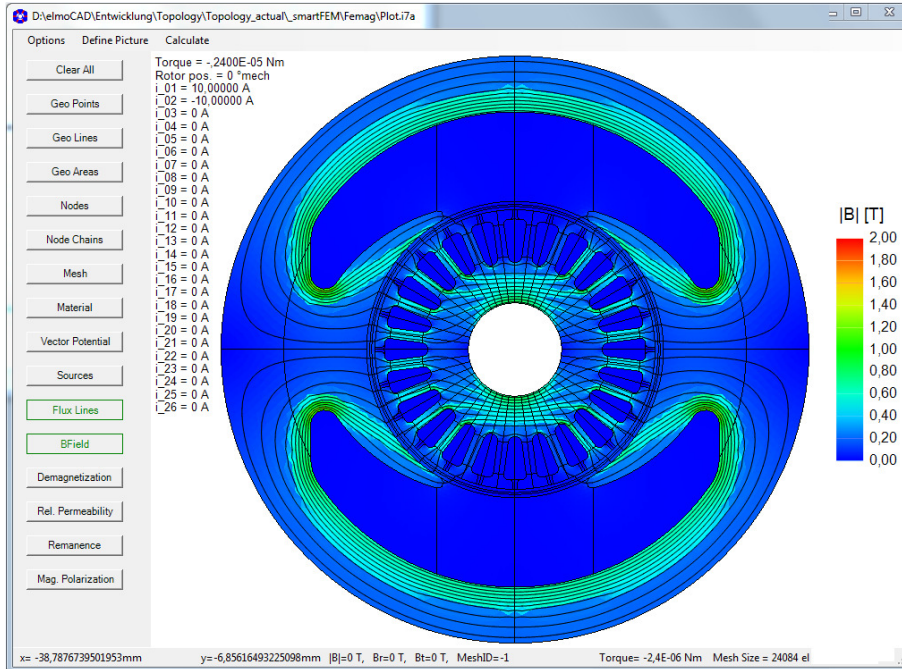 D:\elmoCAD\Entwicklung\Topology\Topology_actual\_smartFEM\Femag\Plot.i7a
Options Define Picture Calculate
Clear All
Geo Points
Geo Lines
Geo Areas
Nodes
Node Chains
Mesh
Material
Vector Potential
Sources
Flux Lines
BField
Demagnetization
Rel. Permeability
Remanence
Mag. Polarization
Torque = -,2400E-05 Nm
Rotor pos. = 0 °mech
i_01 = 10,00000 A
i_02 = -10,00000 A
i_03 = 0 A
i_04 = 0 A
i_05 = 0 A
i_06 = 0 A
i_07 = 0 A
i_08 = 0 A
i_09 = 0 A
i_10 = 0 A
i_11 = 0 A
i_12 = 0 A
i_13 = 0 A
i_14 = 0 A
i_15 = 0 A
i_16 = 0 A
i_17 = 0 A
i_18 = 0 A
i_19 = 0 A
i_20 = 0 A
i_21 = 0 A
i_22 = 0 A
i_23 = 0 A
i_24 = 0 A
i_25 = 0 A
i_26 = 0 A
|B| [T]
2,00
1,80
1,60
1,40
1,20
1,00
0,80
0,60
0,40
0,20
0,00
x= -38,7876739501953mm y=-6,85616493225098mm |B|=0 T, Br=0 T, Bt=0 T, MeshID=-1 Torque= -2,4E-06 Nm Mesh Size = 24084 el